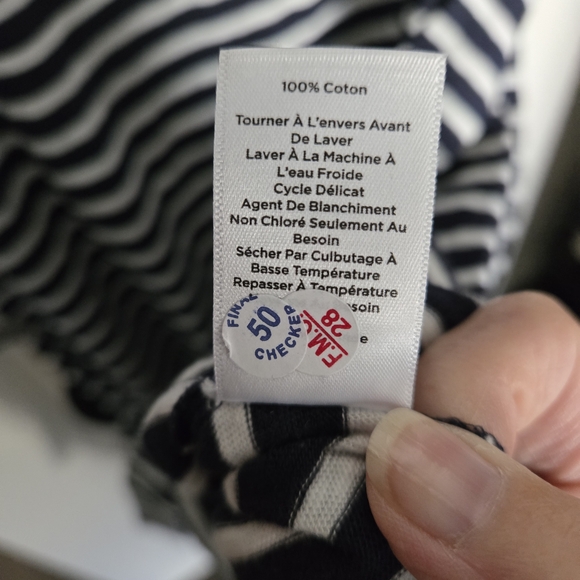 100% Coton
Tourner À L'envers Avant
De Laver
Laver À La Machine À
L'eau Froide
Cycle Délicat
Agent De Blanchiment
Non Chloré Seulement Au
Besoin
Sécher Par Culbutage À
Basse Température
Repasser À Température
esoin
e
FINAL
50
CHECKER
F.M.C
28